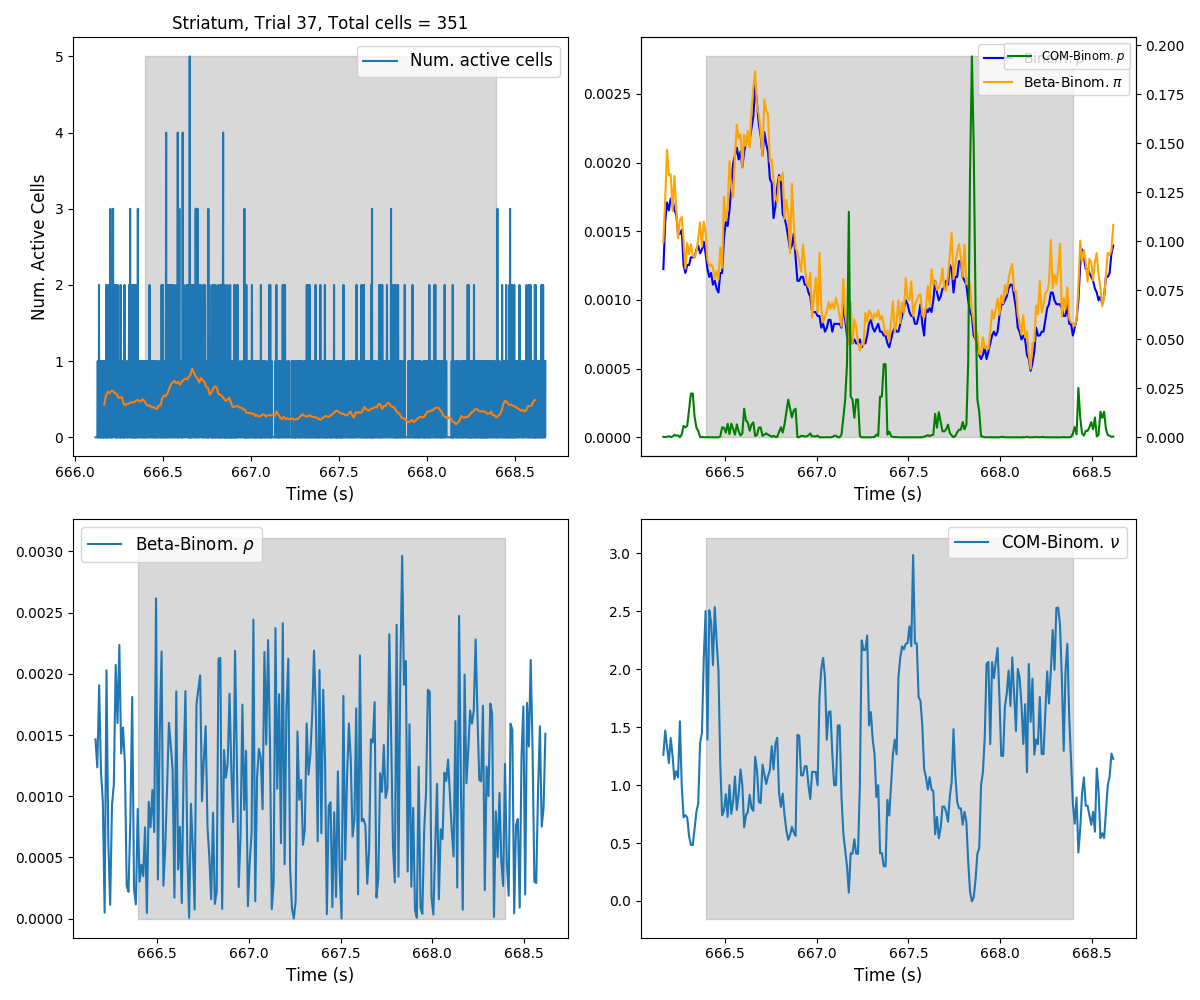 Striatum, Trial 37, Total cells = 351
Num. active cells
Num. Active Cells
5
4
3
2
1
0
666.0 666.5 667.0 667.5 668.0 668.5
Time (s)
COM-Binom. p
Beta-Binom. π
0.0025
0.0020
0.0015
0.0010
0.0005
0.0000
0.200
0.175
0.150
0.125
0.100
0.075
0.050
0.025
0.000
666.5 667.0 667.5 668.0 668.5
Time (s)
Beta-Binom. ρ
0.0030
0.0025
0.0020
0.0015
0.0010
0.0005
0.0000
666.5 667.0 667.5 668.0 668.5
Time (s)
COM-Binom. ν
3.0
2.5
2.0
1.5
1.0
0.5
0.0
666.5 667.0 667.5 668.0 668.5
Time (s)